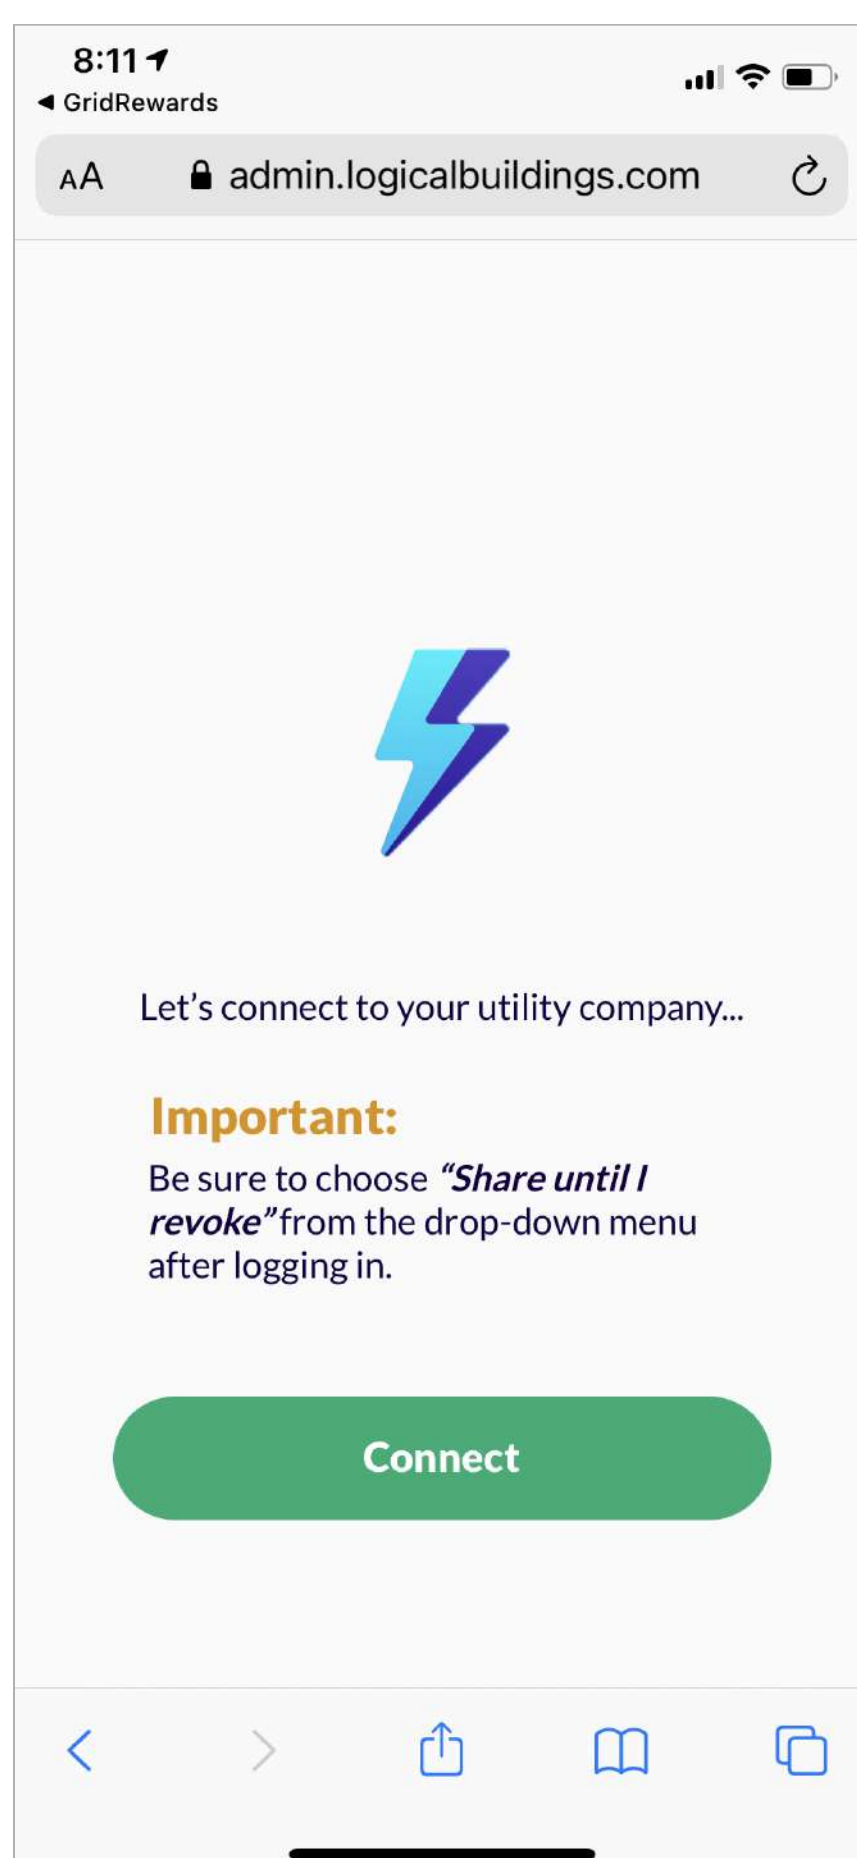 8:11
GridRewards
AA admin.logicalbuildings.com
Let's connect to your utility company...
Important:
Be sure to choose “Share until I
revoke” from the drop-down menu
after logging in.
Connect